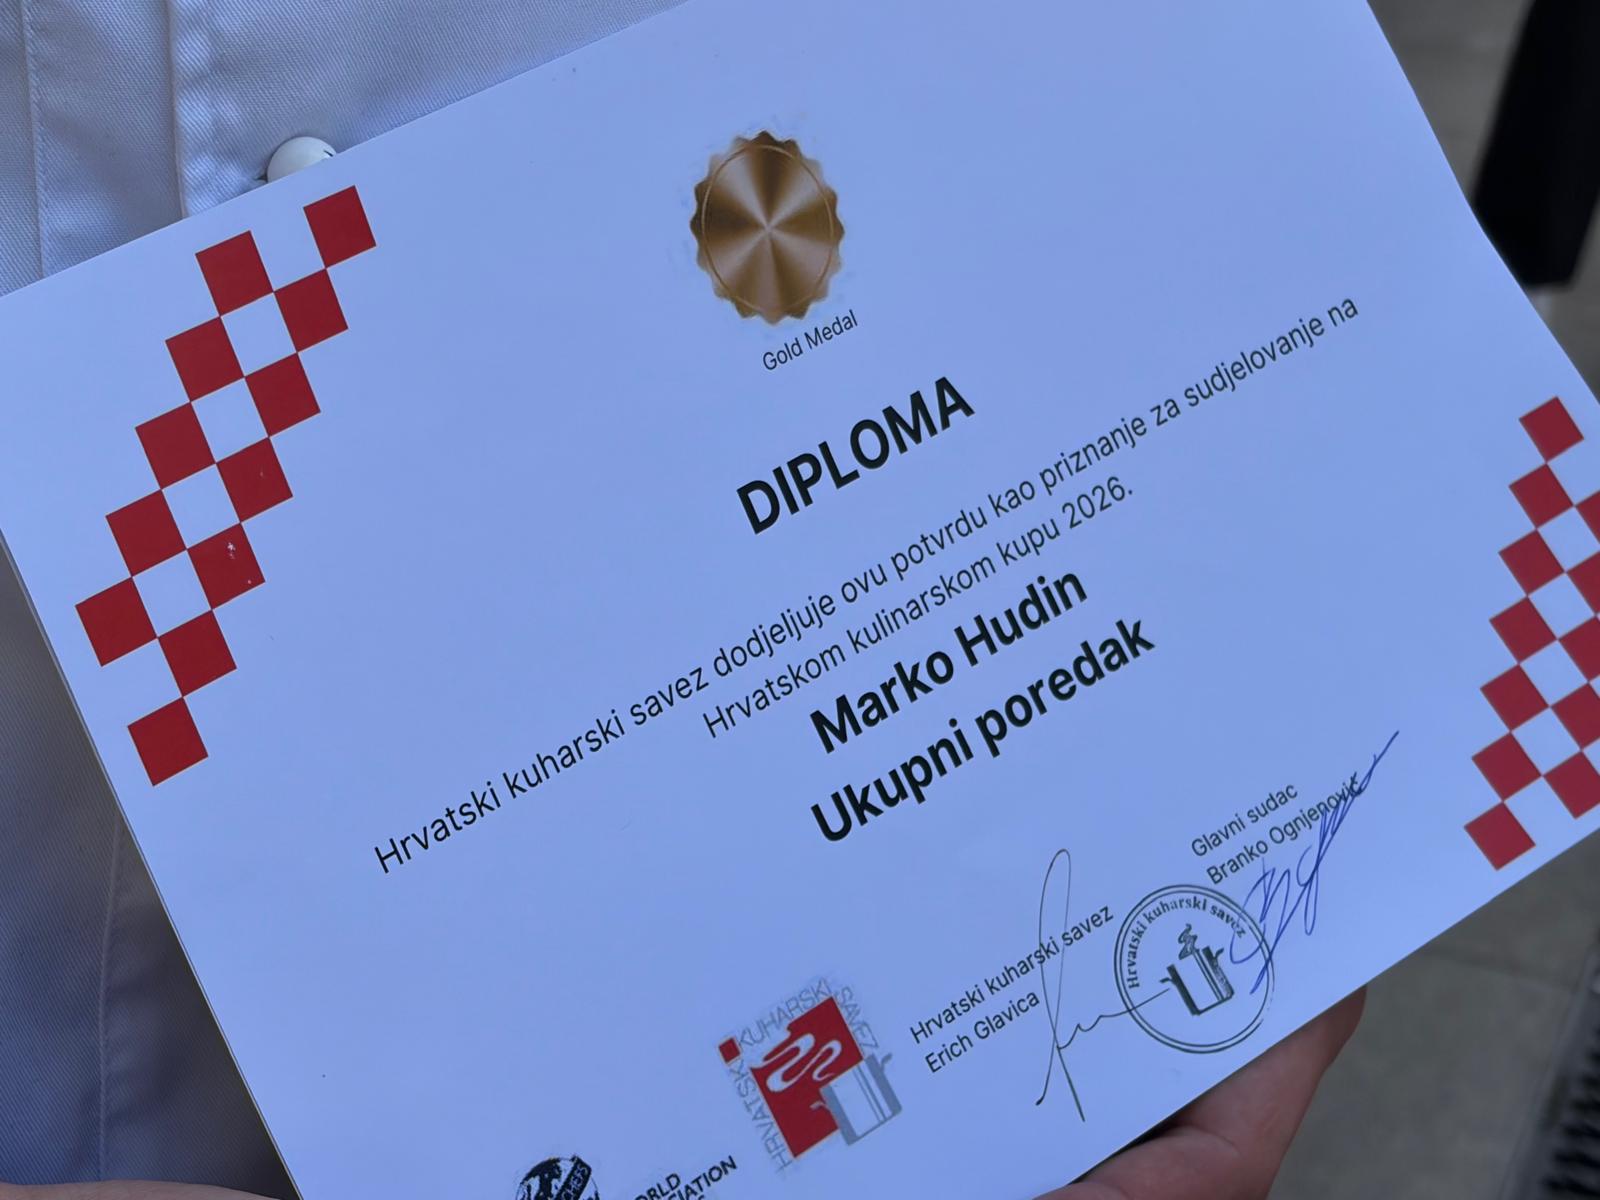 Gold Medal
DIPLOMA
Hrvatski kuharski savez dodjeljuje ovu potvrdu kao priznanje za sudjelovanje na
Hrvatskom kulinarskom kupu 2026.
Marko Hudin
Ukupni poredak
Glavni sudac
Branko Ognjenović
Hrvatski kuharski savez
Erich Glavica
Hrvatski kuharski savez
HRVATSKI KUHARSKI SAVEZ